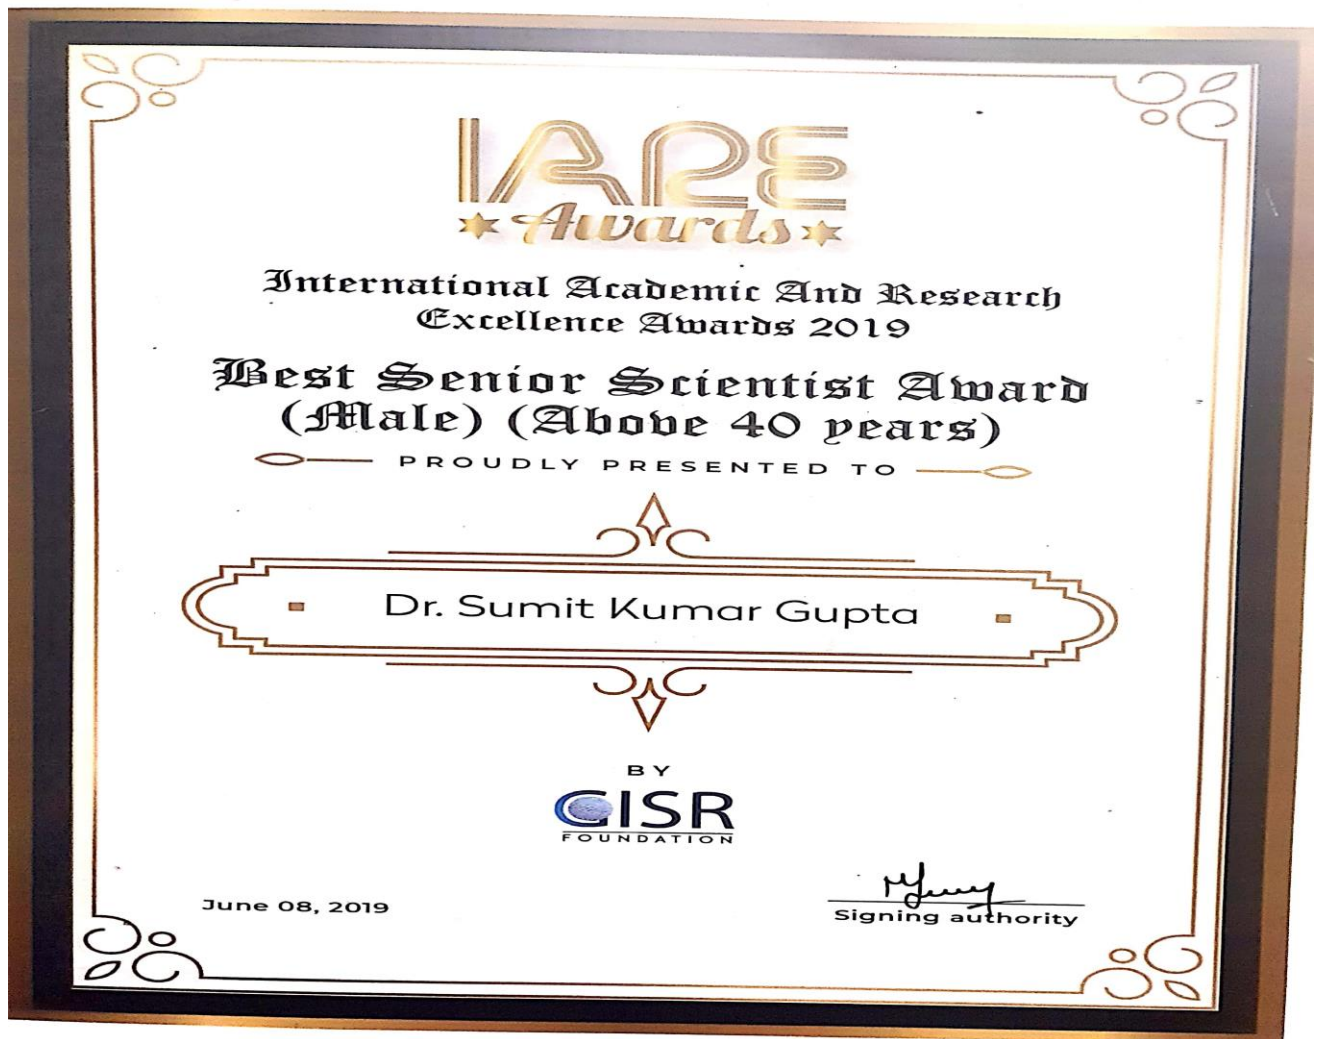 IARE
Awards
International Academic And Research
Excellence Awards 2019
Best Senior Scientist Award
(Male) (Above 40 years)
PROUDLY PRESENTED TO
Dr. Sumit Kumar Gupta
BY
GISR
FOUNDATION
June 08, 2019
Signing authority